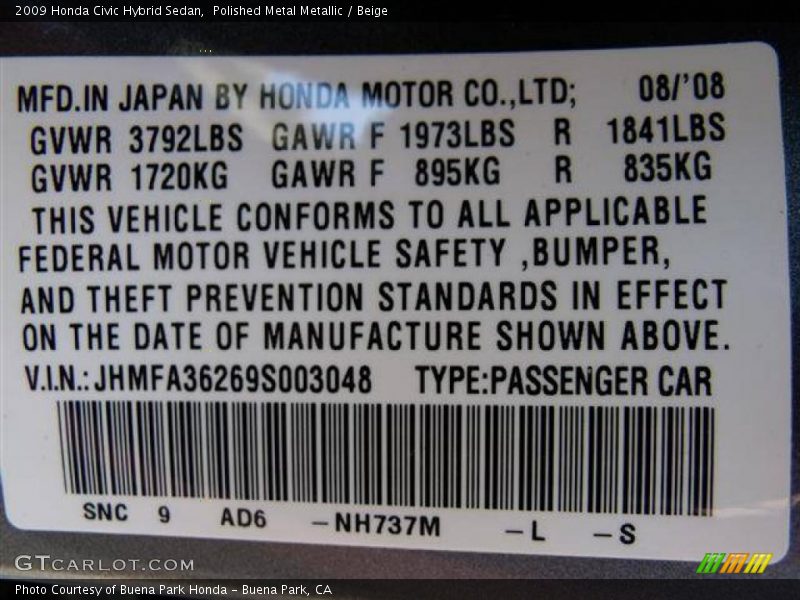 2009 Honda Civic Hybrid Sedan,  Polished Metal Metallic / Beige
MFD.IN JAPAN BY HONDA MOTOR CO.,LTD; 08/'08
GVWR 3792LBS GAWR F 1973LBS R 1841LBS
GVWR 1720KG GAWR F 895KG R 835KG
THIS VEHICLE CONFORMS TO ALL APPLICABLE
FEDERAL MOTOR VEHICLE SAFETY ,BUMPER,
AND THEFT PREVENTION STANDARDS IN EFFECT
ON THE DATE OF MANUFACTURE SHOWN ABOVE.
V.I.N.:JHMFA36269S003048 TYPE:PASSENGER CAR
SNC 9 AD6 -NH737M -L -S
GTCARLOT.COM
Photo Courtesy of Buena Park Honda - Buena Park, CA